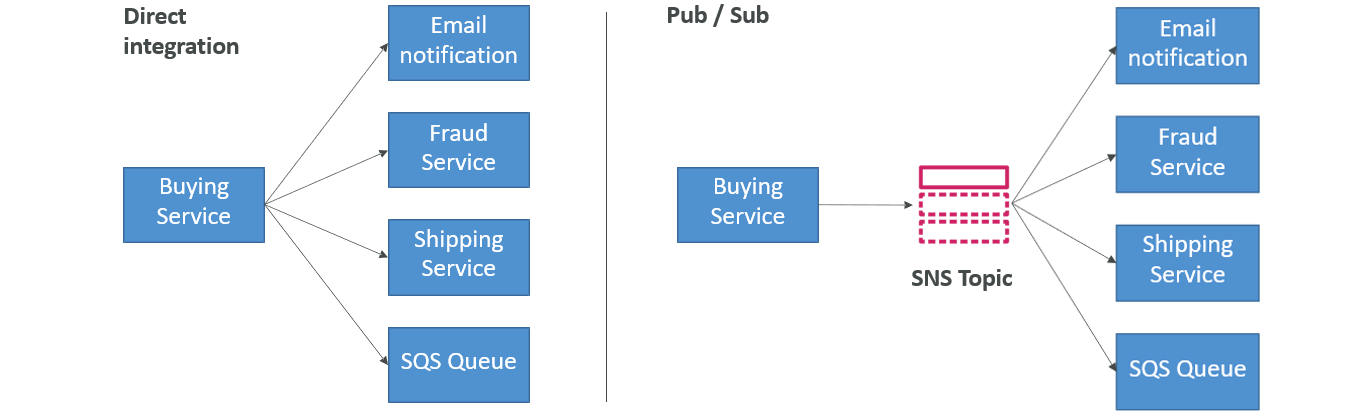 Direct
integration
Email
notification
Fraud
Service
Buying
Service
Shipping
Service
SQS Queue
Pub / Sub
Email
notification
Fraud
Service
Buying
Service
SNS Topic
Shipping
Service
SQS Queue